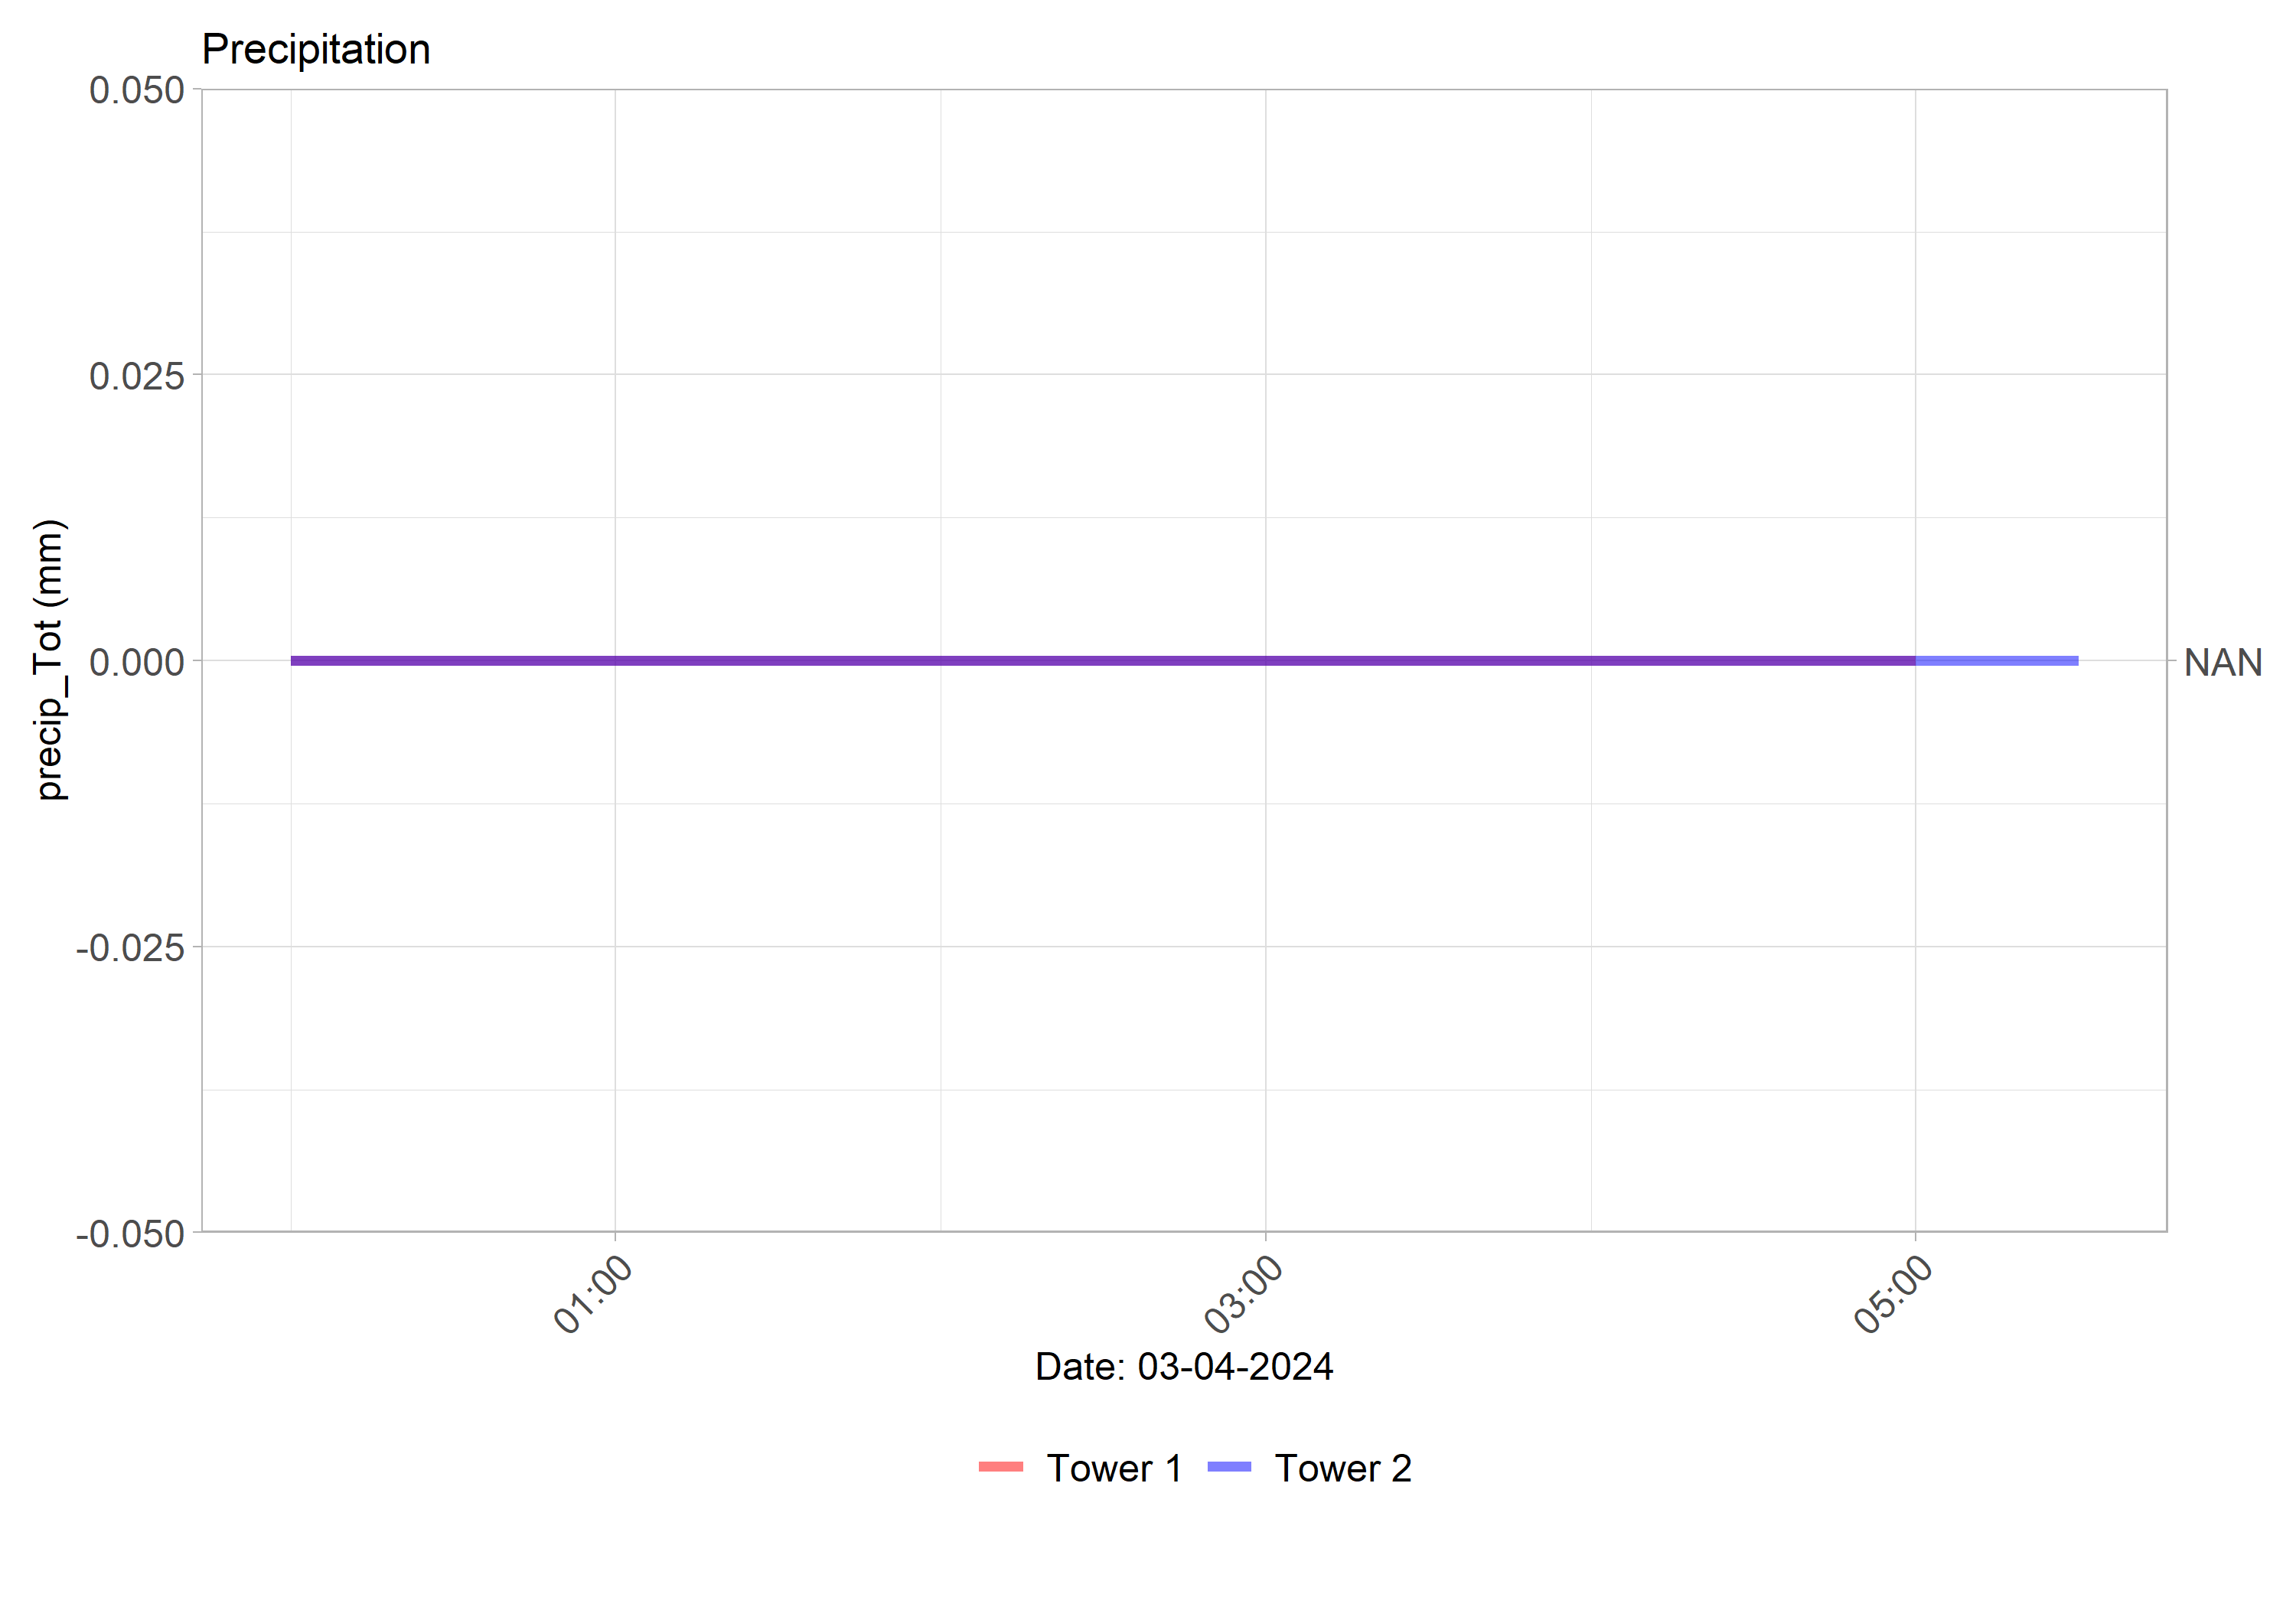 Precipitation
0.050
0.025
0.000
-0.025
-0.050
precip_Tot (mm)
NAN
01:00
03:00
05:00
Date: 03-04-2024
Tower 1
Tower 2